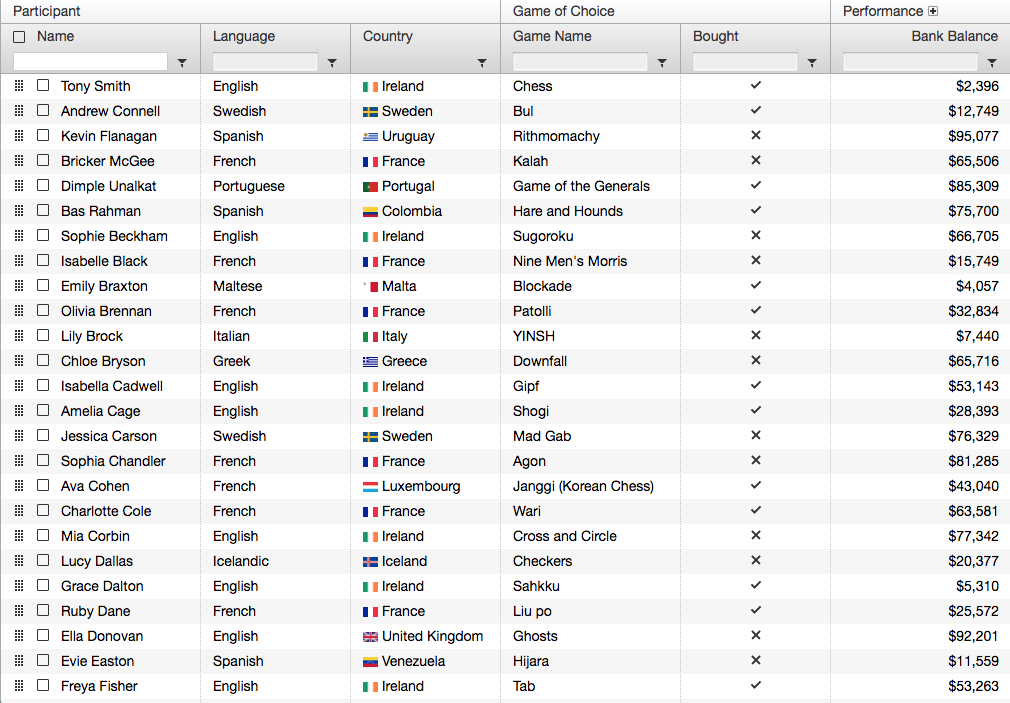 Participant Game of Choice Performance
Name Language Country Game Name Bought Bank Balance
Tony Smith English Ireland Chess ✓ $2,396
Andrew Connell Swedish Sweden Bul ✓ $12,749
Kevin Flanagan Spanish Uruguay Rithmomachy ✕ $95,077
Bricker McGee French France Kalah ✕ $65,506
Dimple Unalkat Portuguese Portugal Game of the Generals ✓ $85,309
Bas Rahman Spanish Colombia Hare and Hounds ✓ $75,700
Sophie Beckham English Ireland Sugoroku ✕ $66,705
Isabelle Black French France Nine Men's Morris ✕ $15,749
Emily Braxton Maltese Malta Blockade ✓ $4,057
Olivia Brennan French France Patolli ✓ $32,834
Lily Brock Italian Italy YINSH ✕ $7,440
Chloe Bryson Greek Greece Downfall ✕ $65,716
Isabella Cadwell English Ireland Gipf ✓ $53,143
Amelia Cage English Ireland Shogi ✓ $28,393
Jessica Carson Swedish Sweden Mad Gab ✕ $76,329
Sophia Chandler French France Agon ✕ $81,285
Ava Cohen French Luxembourg Janggi (Korean Chess) ✓ $43,040
Charlotte Cole French France Wari ✓ $63,581
Mia Corbin English Ireland Cross and Circle ✕ $77,342
Lucy Dallas Icelandic Iceland Checkers ✕ $20,377
Grace Dalton English Ireland Sahkku ✓ $5,310
Ruby Dane French France Liu po ✓ $25,572
Ella Donovan English United Kingdom Ghosts ✕ $92,201
Evie Easton Spanish Venezuela Hijara ✕ $11,559
Freya Fisher English Ireland Tab ✓ $53,263